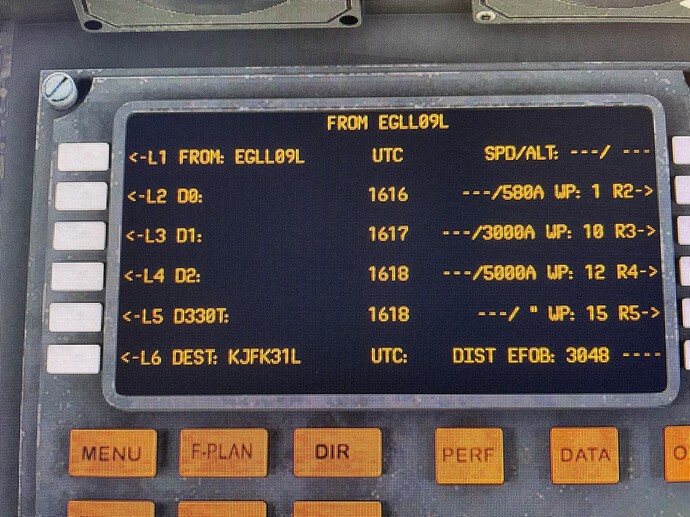 FROM EGLL09L
<-L1 FROM: EGLL09L UTC SPD/ALT: ---/ ---
<-L2 D0: 1616 ---/580A WP: 1 R2->
<-L3 D1: 1617 ---/3000A WP: 10 R3->
<-L4 D2: 1618 ---/5000A WP: 12 R4->
<-L5 D330T: 1618 ---/ " WP: 15 R5->
<-L6 DEST: KJFK31L UTC: DIST EFOB: 3048 ----
MENU F-PLAN DIR PERF DATA